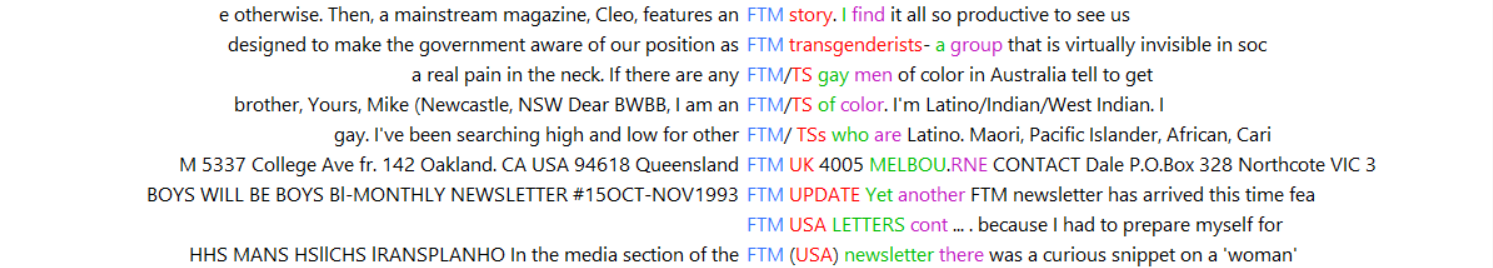 e otherwise. Then, a mainstream magazine, Cleo, features an FTM story. I find it all so productive to see us
designed to make the government aware of our position as FTM transgenderists- a group that is virtually invisible in soc
a real pain in the neck. If there are any FTM/TS gay men of color in Australia tell to get
brother, Yours, Mike (Newcastle, NSW Dear BWBB, I am an FTM/TS of color. I'm Latino/Indian/West Indian. I
gay. I've been searching high and low for other FTM/ TSs who are Latino. Maori, Pacific Islander, African, Cari
M 5337 College Ave fr. 142 Oakland. CA USA 94618 Queensland FTM UK 4005 MELBOU.RNE CONTACT Dale P.O.Box 328 Northcote VIC 3
BOYS WILL BE BOYS Bl-MONTHLY NEWSLETTER #15OCT-NOV1993 FTM UPDATE Yet another FTM newsletter has arrived this time fea
FTM USA LETTERS cont ... . because I had to prepare myself for
HHS MANS HSllCHS lRANSPLANHO In the media section of the FTM (USA) newsletter there was a curious snippet on a 'woman'